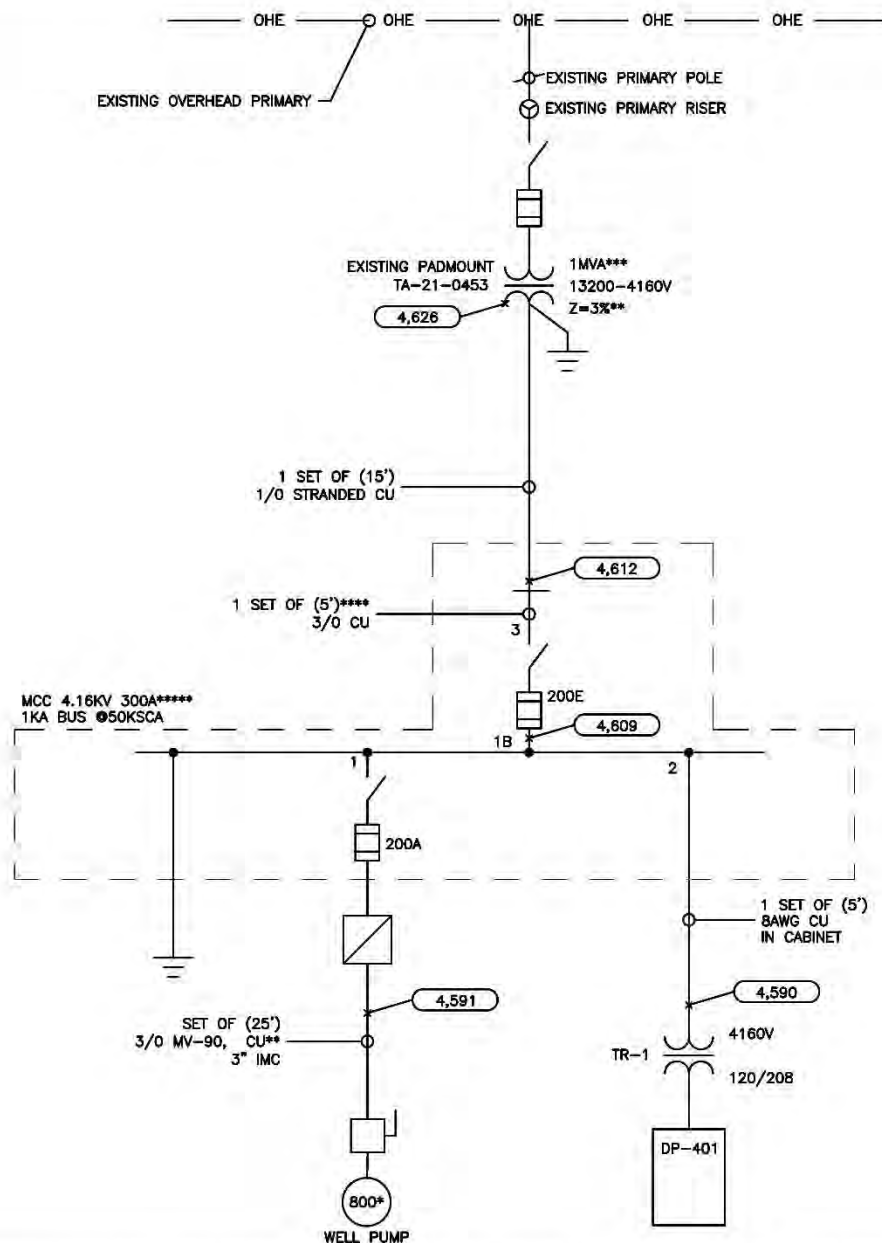 OHE OHE OHE OHE OHE
EXISTING OVERHEAD PRIMARY
EXISTING PRIMARY POLE
EXISTING PRIMARY RISER
EXISTING PADMOUNT
TA-21-0453
1MVA***
13200-4160V
Z=3%**
4,626
1 SET OF (15')
1/0 STRANDED CU
4,612
1 SET OF (5')****
3/0 CU
3
MCC 4.16KV 300A*****
1KA BUS @50KSCA
200E
4,609
1B
1
2
200A
1 SET OF (5')
8AWG CU
IN CABINET
4,591
4,590
SET OF (25')
3/0 MV-90, CU**
3" IMC
TR-1
4160V
120/208
DP-401
800*
WELL PUMP